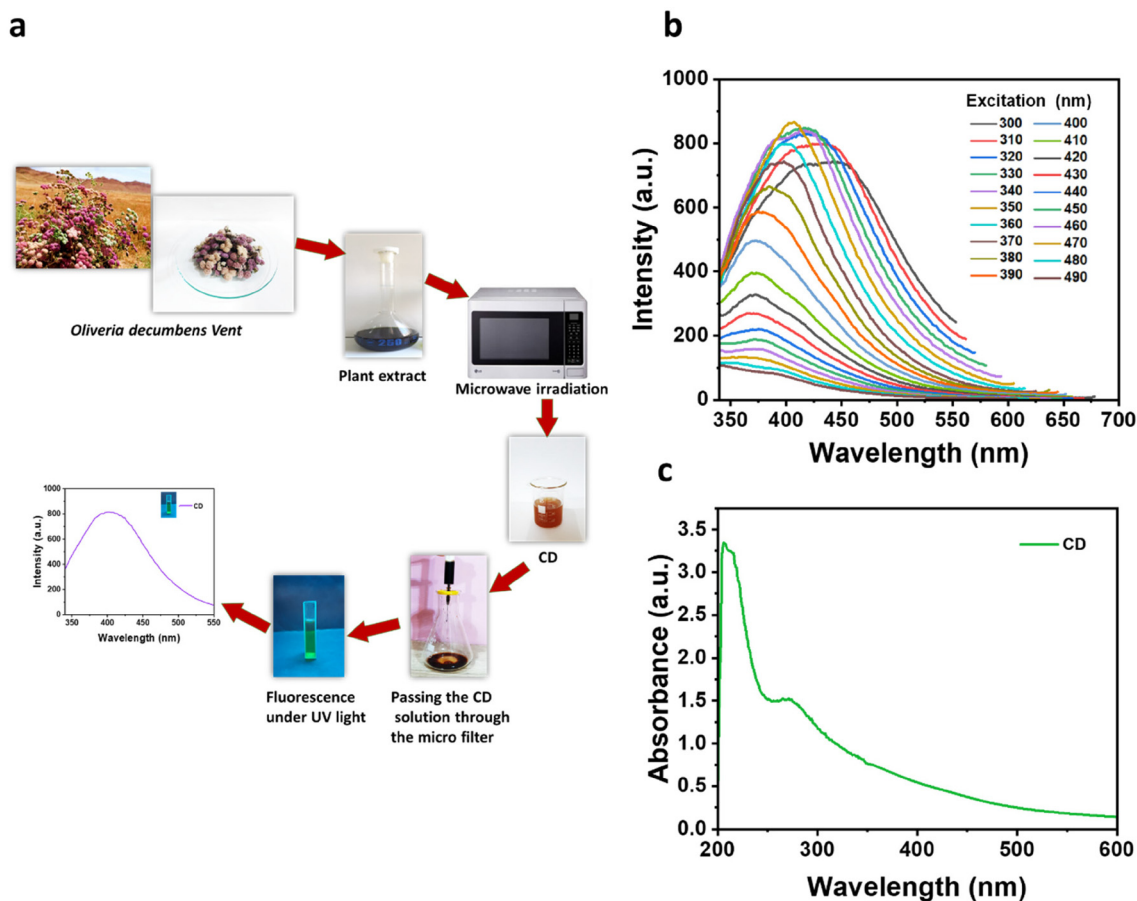 a
Oliveria decumbens Vent
250
Plant extract
LG
Microwave irradiation
CD
Passing the CD
solution through
the micro filter
Fluorescence
under UV light
Intensity (a.u.)
1000
800
600
400
200
0
CD
350 400 450 500 550
Wavelength (nm)
b
Intensity (a.u.)
1000
800
600
400
200
0
Excitation (nm)
300 400
310 410
320 420
330 430
340 440
350 450
360 460
370 470
380 480
390 490
350 400 450 500 550 600 650 700
Wavelength (nm)
c
Absorbance (a.u.)
3.5
3.0
2.5
2.0
1.5
1.0
0.5
0.0
CD
200 300 400 500 600
Wavelength (nm)